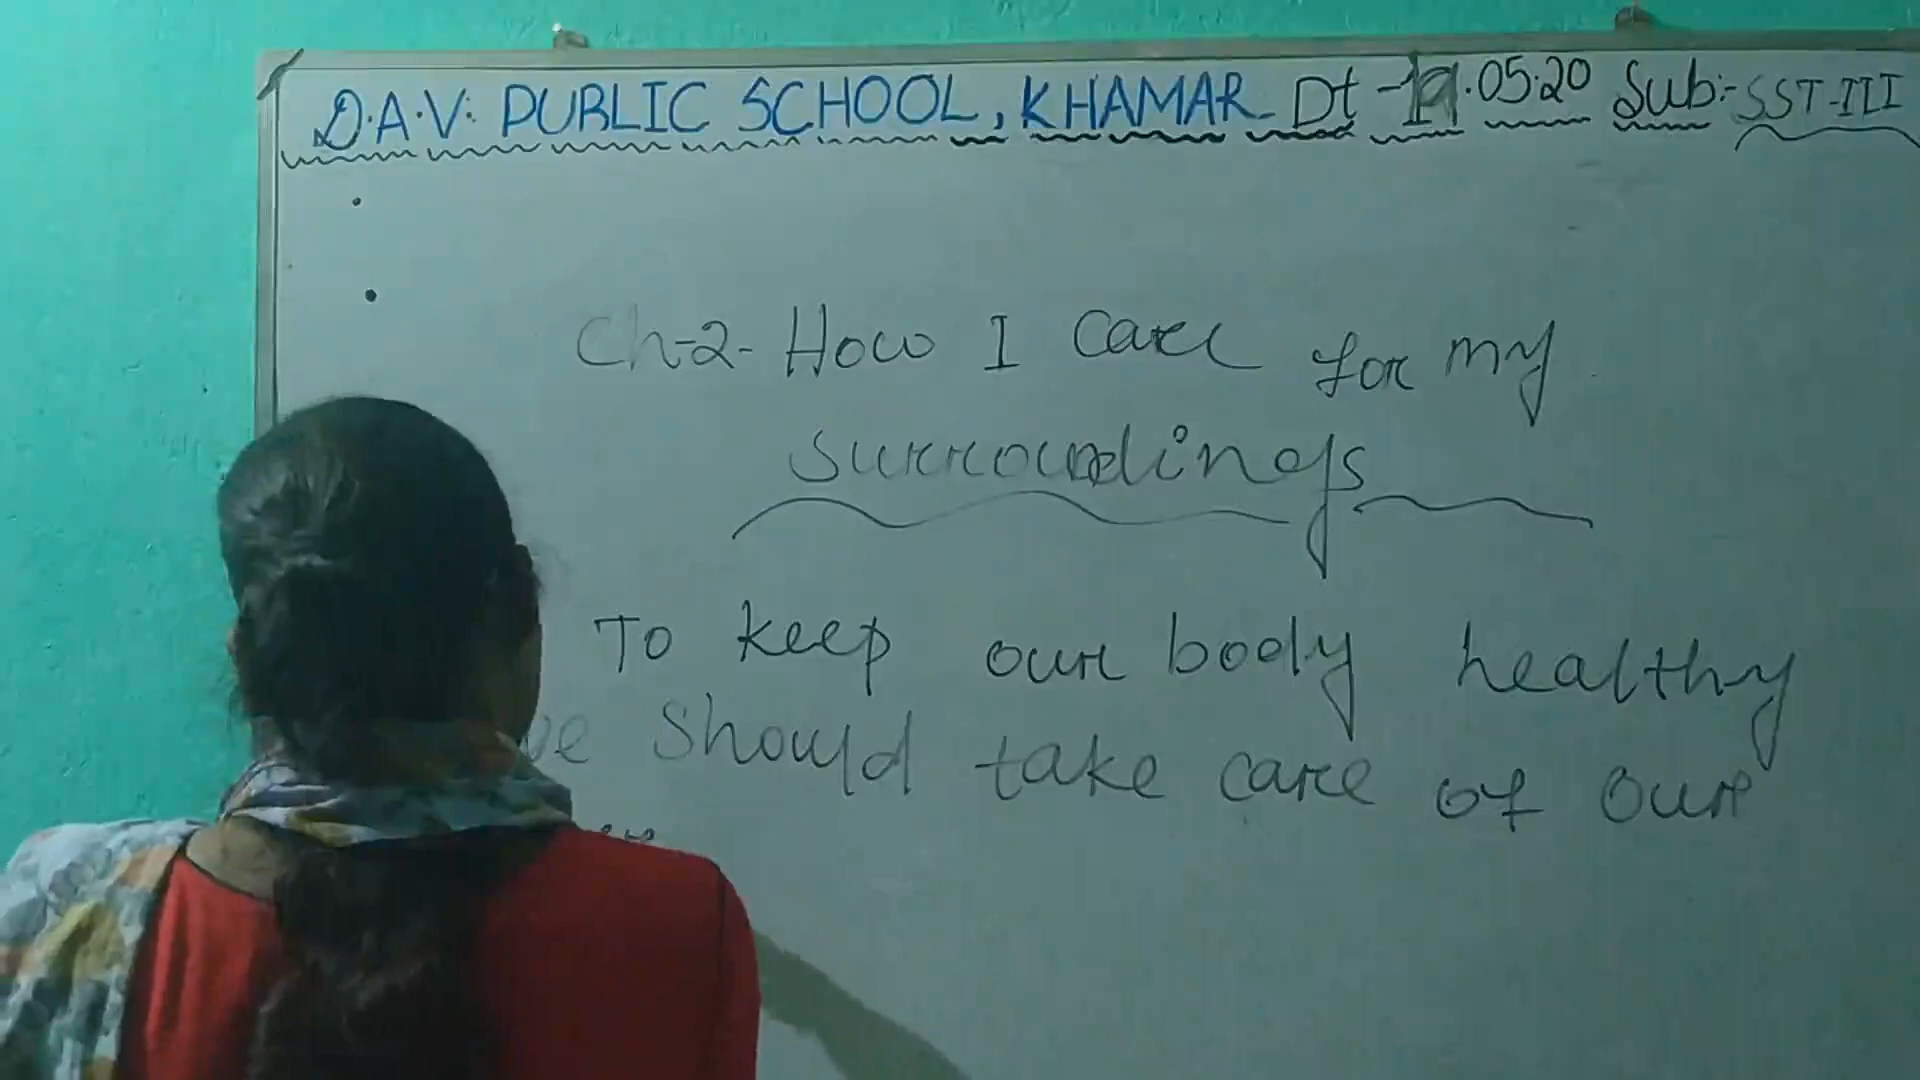 D.A.V. PUBLIC SCHOOL, KHAMAR Dt-19.05.20 Sub:-SST-III
Ch-2- How I care for my
surroundings
To keep our body healthy
we should take care of our